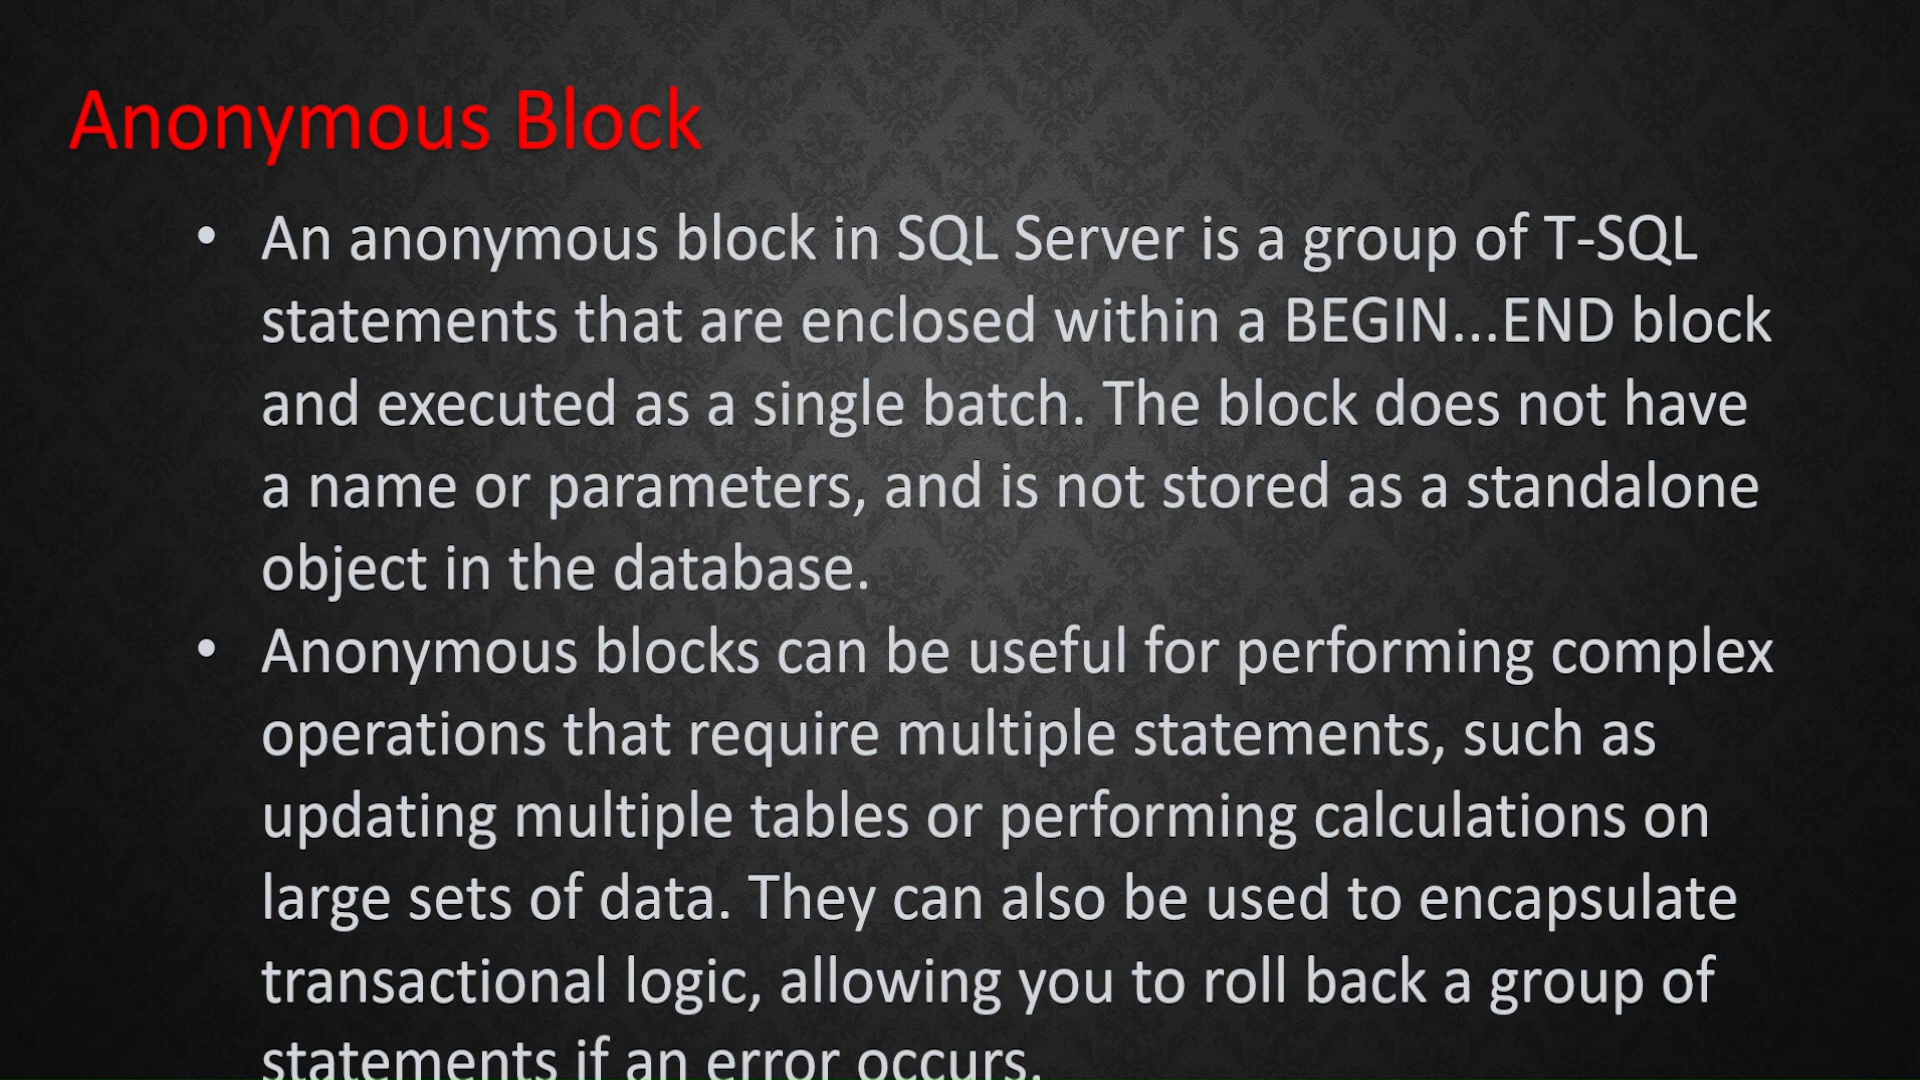 Anonymous Block
• An anonymous block in SQL Server is a group of T-SQL
statements that are enclosed within a BEGIN...END block
and executed as a single batch. The block does not have
a name or parameters, and is not stored as a standalone
object in the database.
• Anonymous blocks can be useful for performing complex
operations that require multiple statements, such as
updating multiple tables or performing calculations on
large sets of data. They can also be used to encapsulate
transactional logic, allowing you to roll back a group of
statements if an error occurs.